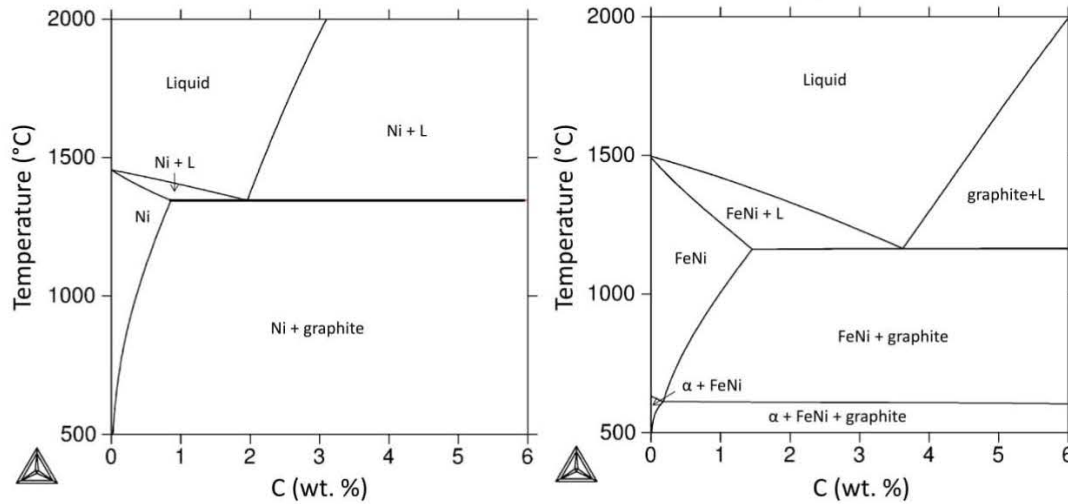 2000
1500
1000
500
Temperature (°C)
Liquid
Ni + L
Ni + L
Ni
Ni + graphite
0 1 2 3 4 5 6
C (wt. %)
2000
1500
1000
500
Temperature (°C)
Liquid
graphite+L
FeNi + L
FeNi
FeNi + graphite
α + FeNi
α + FeNi + graphite
0 1 2 3 4 5 6
C (wt. %)